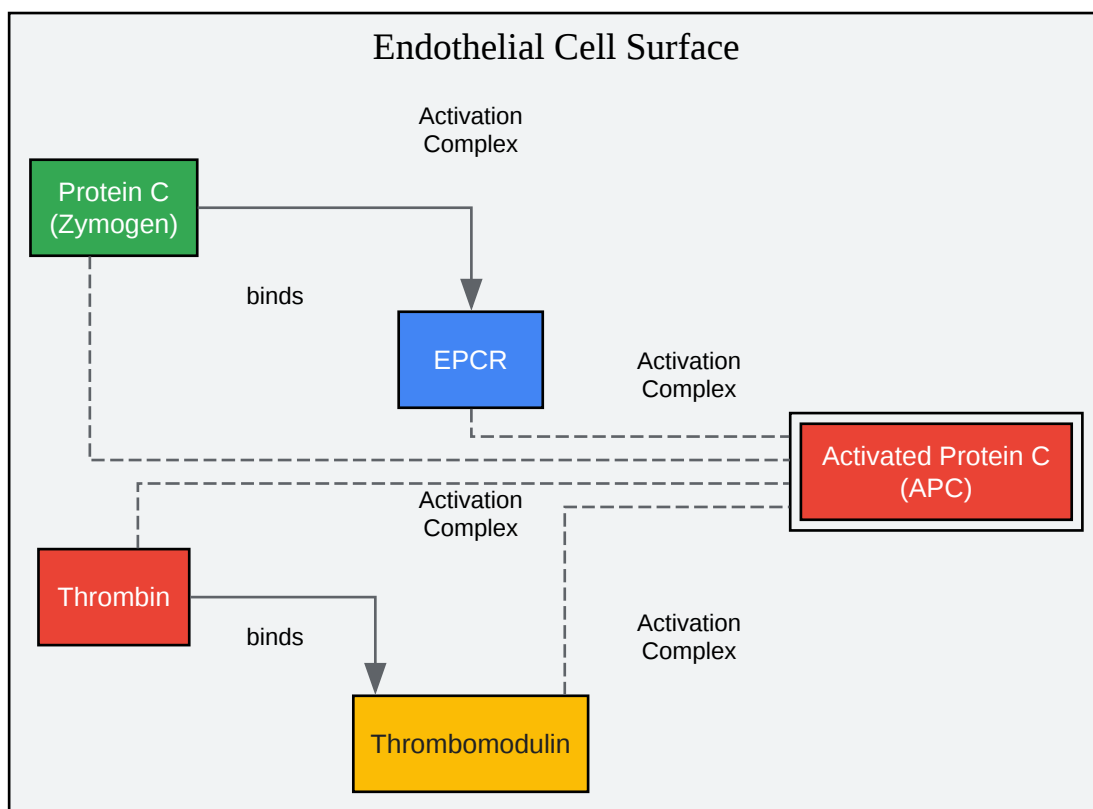 Endothelial Cell Surface
Activation
Complex
Protein C
(Zymogen)
binds
EPCR
Activation
Complex
Activated Protein C
(APC)
Activation
Complex
Thrombin
binds
Activation
Complex
Thrombomodulin